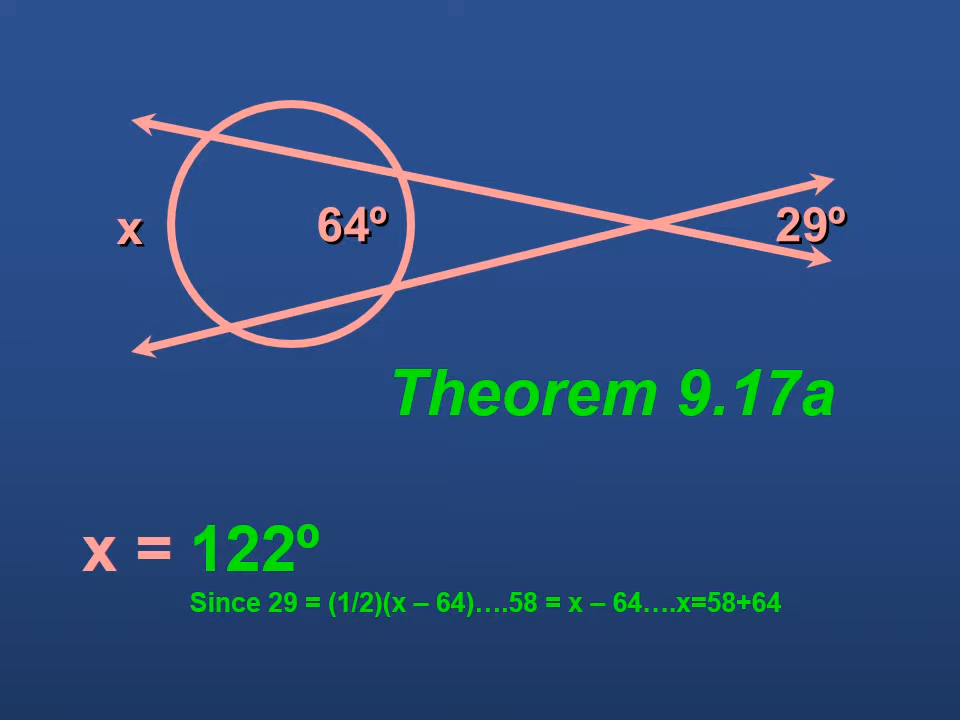 x
64º
29º
Theorem 9.17a
x = 122º
Since 29 = (1/2)(x – 64)….58 = x – 64….x=58+64